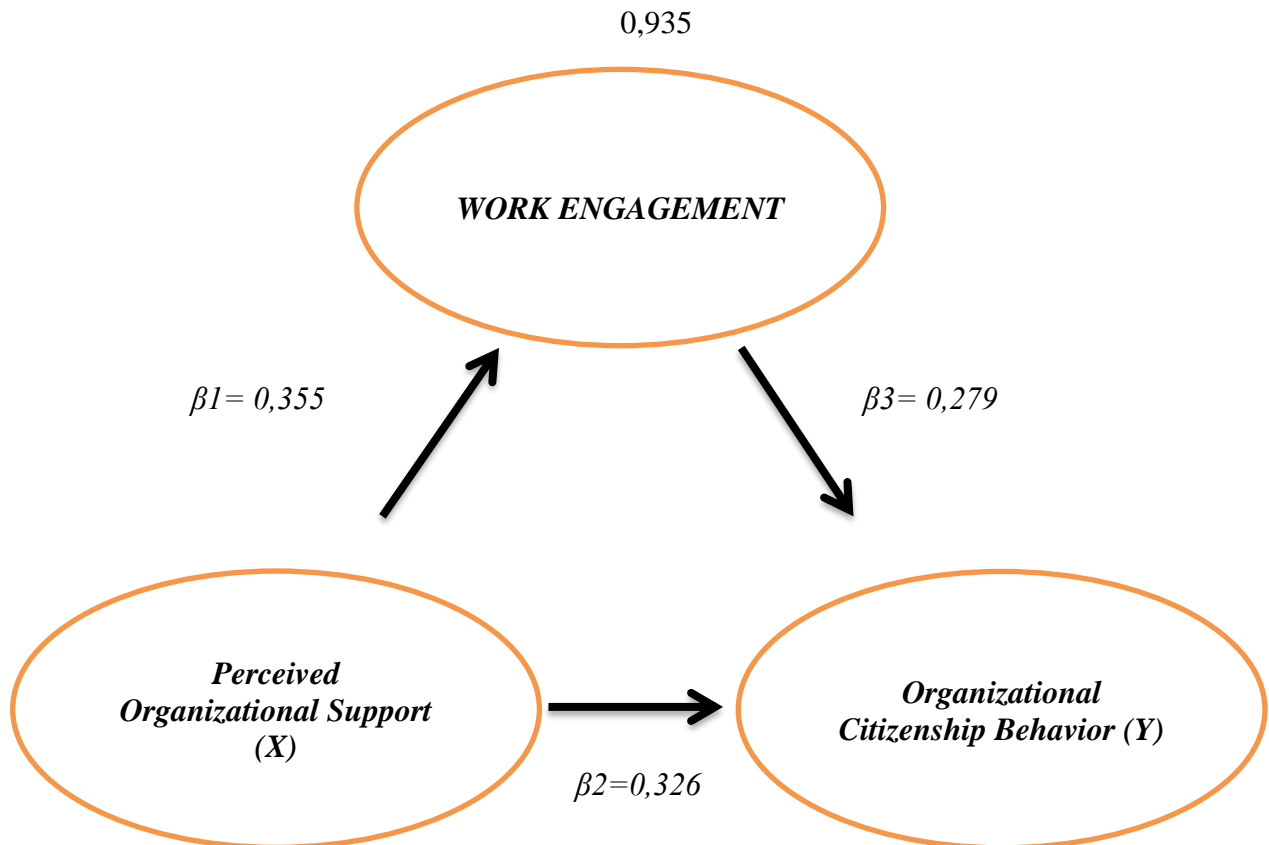 0,935
WORK ENGAGEMENT
β1= 0,355
β3= 0,279
Perceived
Organizational Support
(X)
Organizational
Citizenship Behavior (Y)
β2=0,326